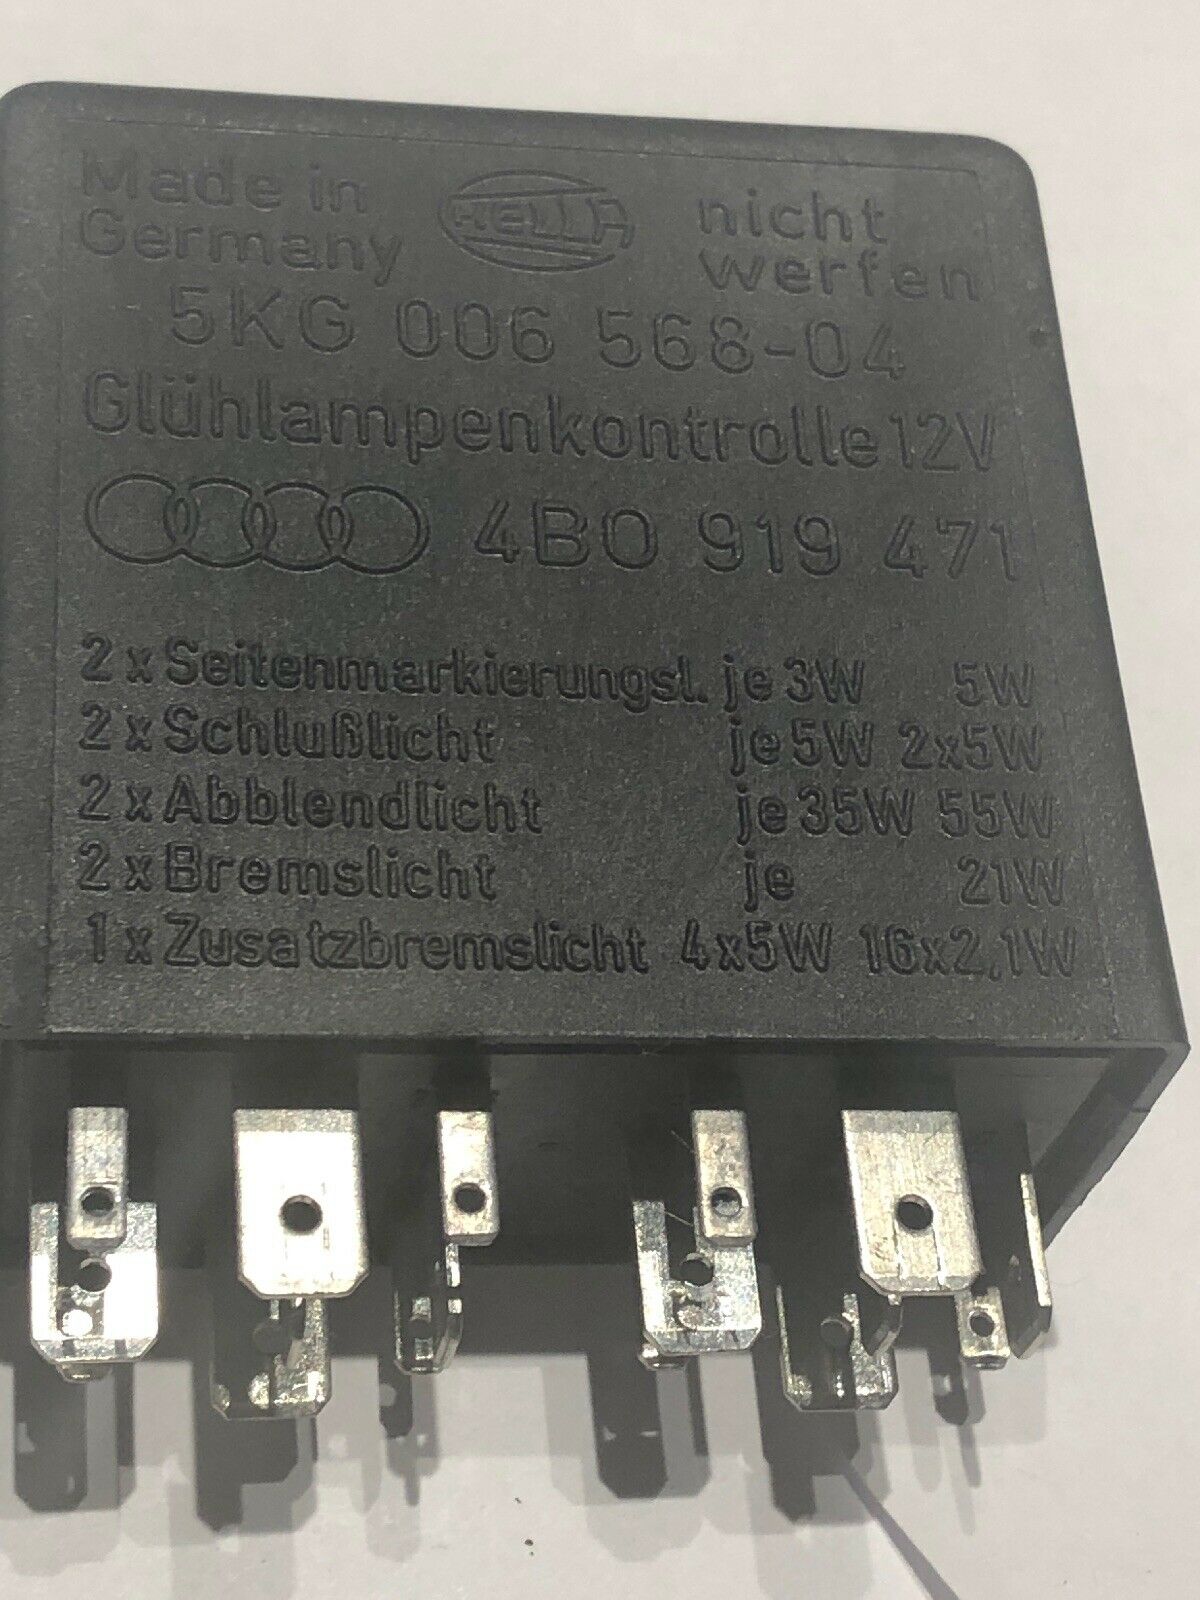 Made in
Germany
HELLA
nicht
werfen
5KG 006 568-04
Glühlampenkontrolle 12V
4B0 919 471
2 x Seitenmarkierungsl. je 3W 5W
2 x Schlußlicht je 5W 2x5W
2 x Abblendlicht je 35W 55W
2 x Bremslicht je 21W
1 x Zusatzbremslicht 4x5W 16x2,1W